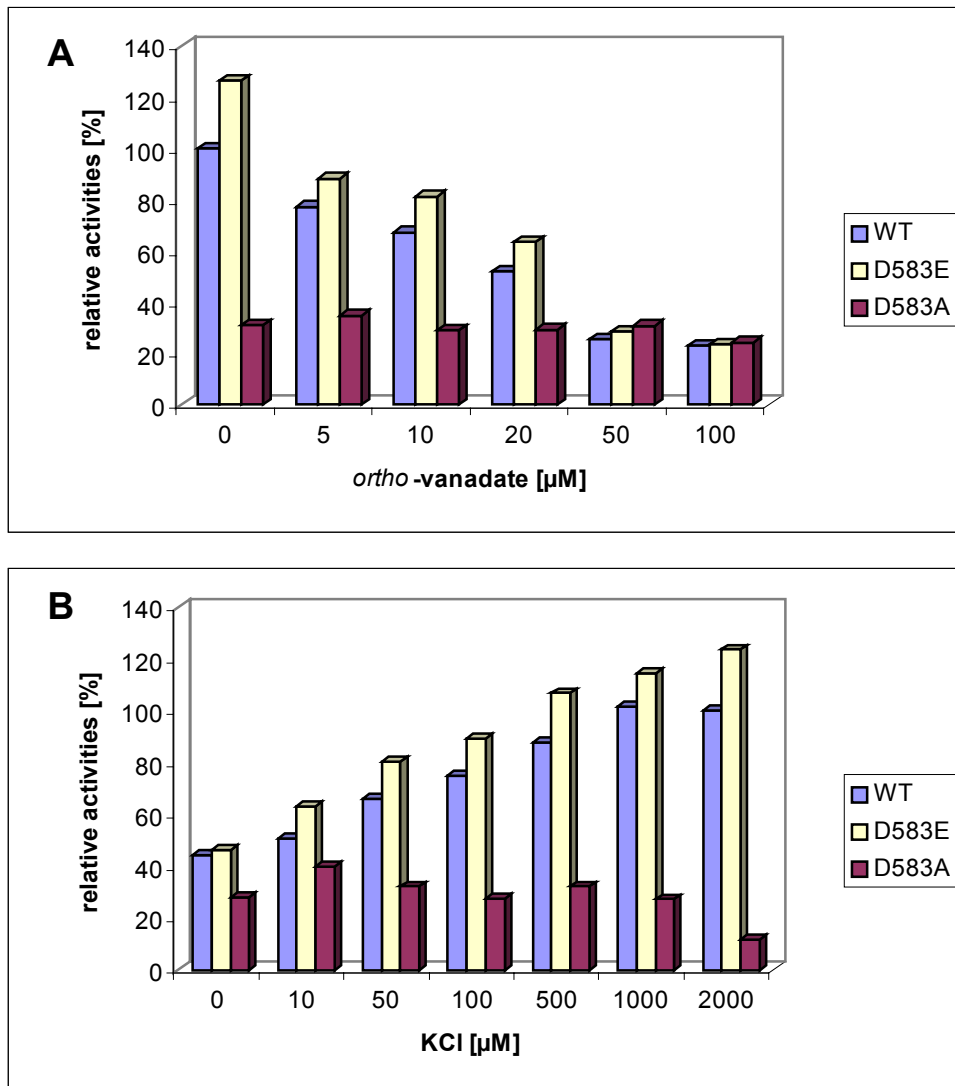 A
relative activities [%]
140
120
100
80
60
40
20
0
0 5 10 20 50 100
ortho-vanadate [µM]
WT
D583E
D583A
B
relative activities [%]
140
120
100
80
60
40
20
0
0 10 50 100 500 1000 2000
KCl [µM]
WT
D583E
D583A